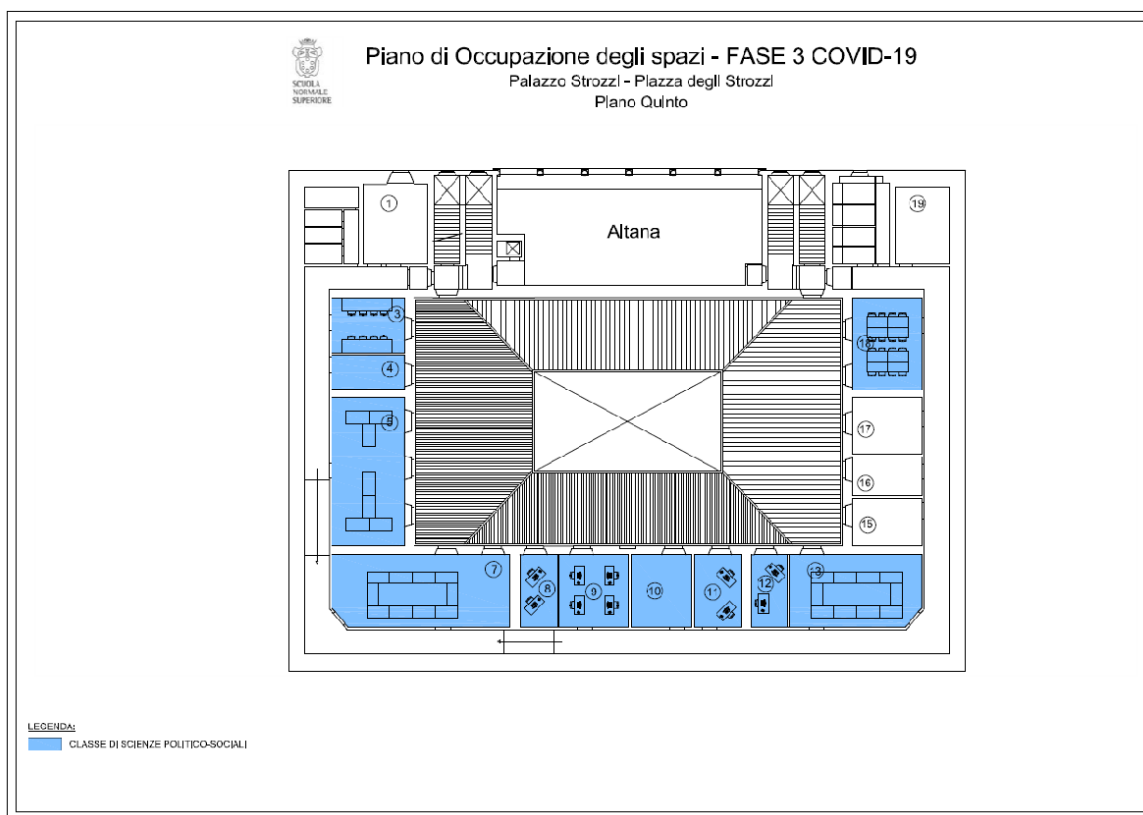 Piano di Occupazione degli spazi - FASE 3 COVID-19
SCUOLA
NORMALE
SUPERIORE
Palazzo Strozzi - Piazza degli Strozzi
Piano Quinto
1
Altana
19
3
18
4
5
17
16
15
7
8
9
10
11
12
13
LEGENDA:
CLASSE DI SCIENZE POLITICO-SOCIALI